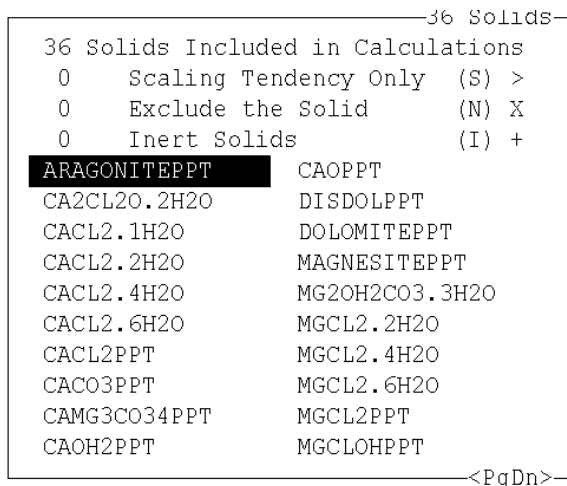 36 Solids
36 Solids Included in Calculations
0 Scaling Tendency Only (S) >
0 Exclude the Solid (N) X
0 Inert Solids (I) +
ARAGONITEPPT CAOPPT
CA2CL2O.2H2O DISDOLPPT
CACL2.1H2O DOLOMITEPPT
CACL2.2H2O MAGNESITEPPT
CACL2.4H2O MG2OH2CO3.3H2O
CACL2.6H2O MGCL2.2H2O
CACL2PPT MGCL2.4H2O
CACO3PPT MGCL2.6H2O
CAMG3CO34PPT MGCL2PPT
CAOH2PPT MGCLOHPPT
<PgDn>